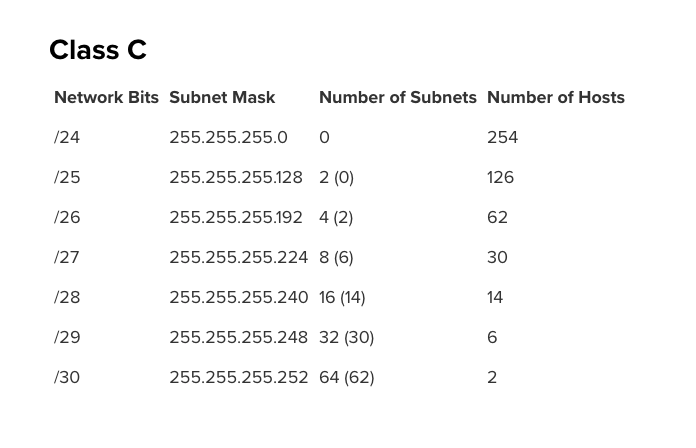 Class C
Network Bits Subnet Mask Number of Subnets Number of Hosts
/24 255.255.255.0 0 254
/25 255.255.255.128 2 (0) 126
/26 255.255.255.192 4 (2) 62
/27 255.255.255.224 8 (6) 30
/28 255.255.255.240 16 (14) 14
/29 255.255.255.248 32 (30) 6
/30 255.255.255.252 64 (62) 2